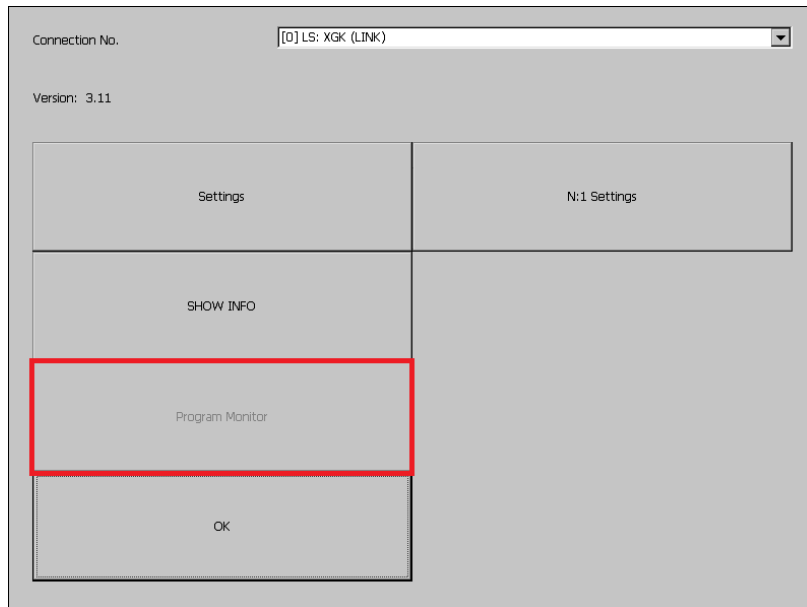 Connection No.
[0] LS: XGK (LINK)
Version: 3.11
Settings
N:1 Settings
SHOW INFO
Program Monitor
OK